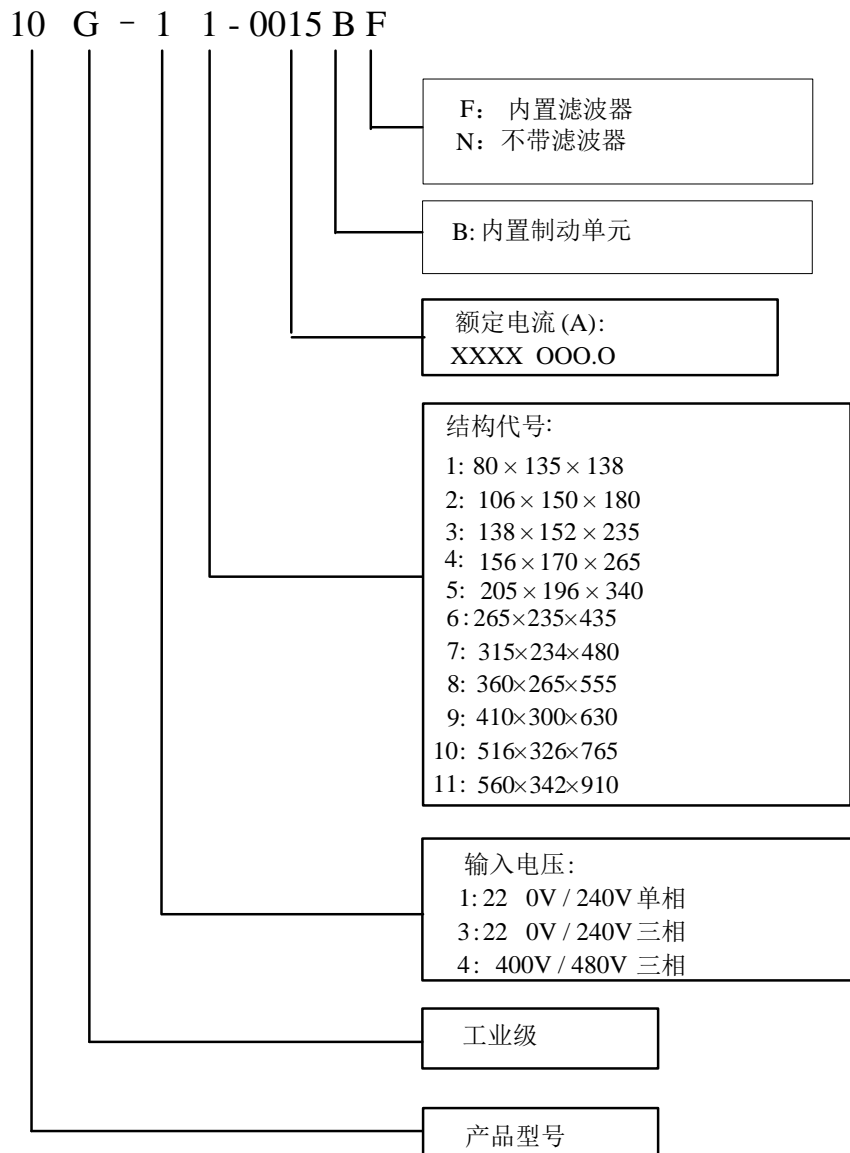 10 G - 1 1 - 0015 B F
F： 内置滤波器
N：不带滤波器
B: 内置制动单元
额定电流 (A):
XXXX OOO.O
结构代号:
1: 80 × 135 × 138
2: 106 × 150 × 180
3: 138 × 152 × 235
4: 156 × 170 × 265
5: 205 × 196 × 340
6 : 265×235×435
7: 315×234×480
8: 360×265×555
9: 410×300×630
10: 516×326×765
11: 560×342×910
输入电压:
1: 22 0V / 240V 单相
3 : 22 0V / 240V 三相
4: 400V / 480V 三相
工业级
产品型号